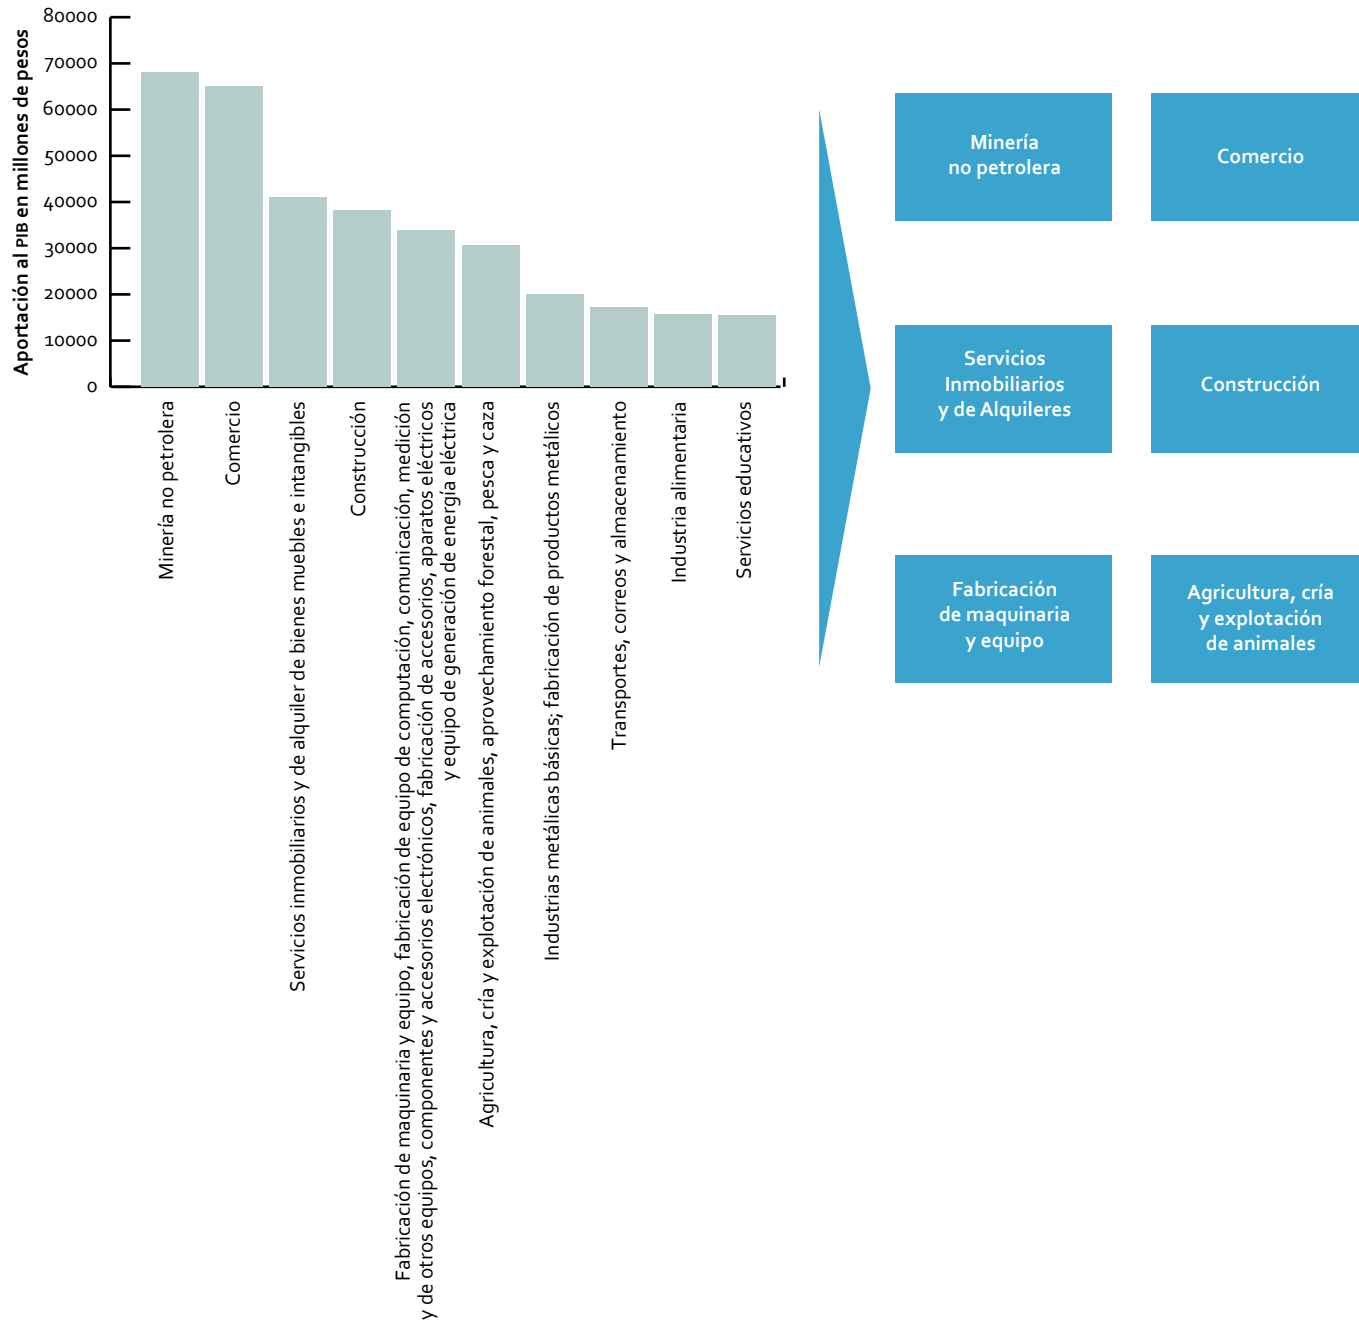 Aportación al PIB en millones de pesos
80000
70000
60000
50000
40000
30000
20000
10000
0
Minería no petrolera
Comercio
Servicios inmobiliarios y de alquiler de bienes muebles e intangibles
Construcción
Fabricación de maquinaria y equipo, fabricación de equipo de computación, comunicación, medición
y de otros equipos, componentes y accesorios electrónicos, fabricación de accesorios, aparatos eléctricos
y equipo de generación de energía eléctrica
Agricultura, cría y explotación de animales, aprovechamiento forestal, pesca y caza
Industrias metálicas básicas; fabricación de productos metálicos
Transportes, correos y almacenamiento
Industria alimentaria
Servicios educativos
Minería
no petrolera
Comercio
Servicios
Inmobiliarios
y de Alquileres
Construcción
Fabricación
de maquinaria
y equipo
Agricultura, cría
y explotación
de animales